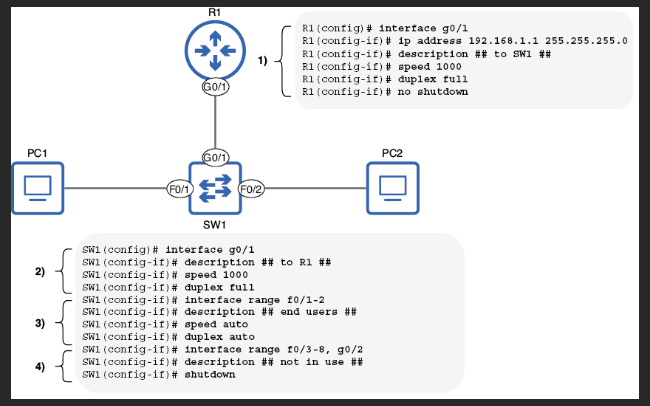 R1
1)
R1(config)# interface g0/1
R1(config-if)# ip address 192.168.1.1 255.255.255.0
R1(config-if)# description ## to SW1 ##
R1(config-if)# speed 1000
R1(config-if)# duplex full
R1(config-if)# no shutdown
G0/1
G0/1
PC1
PC2
F0/1
F0/2
SW1
2)
SW1(config)# interface g0/1
SW1(config-if)# description ## to R1 ##
SW1(config-if)# speed 1000
SW1(config-if)# duplex full
3)
SW1(config-if)# interface range f0/1-2
SW1(config-if)# description ## end users ##
SW1(config-if)# speed auto
SW1(config-if)# duplex auto
4)
SW1(config-if)# interface range f0/3-8, g0/2
SW1(config-if)# description ## not in use ##
SW1(config-if)# shutdown